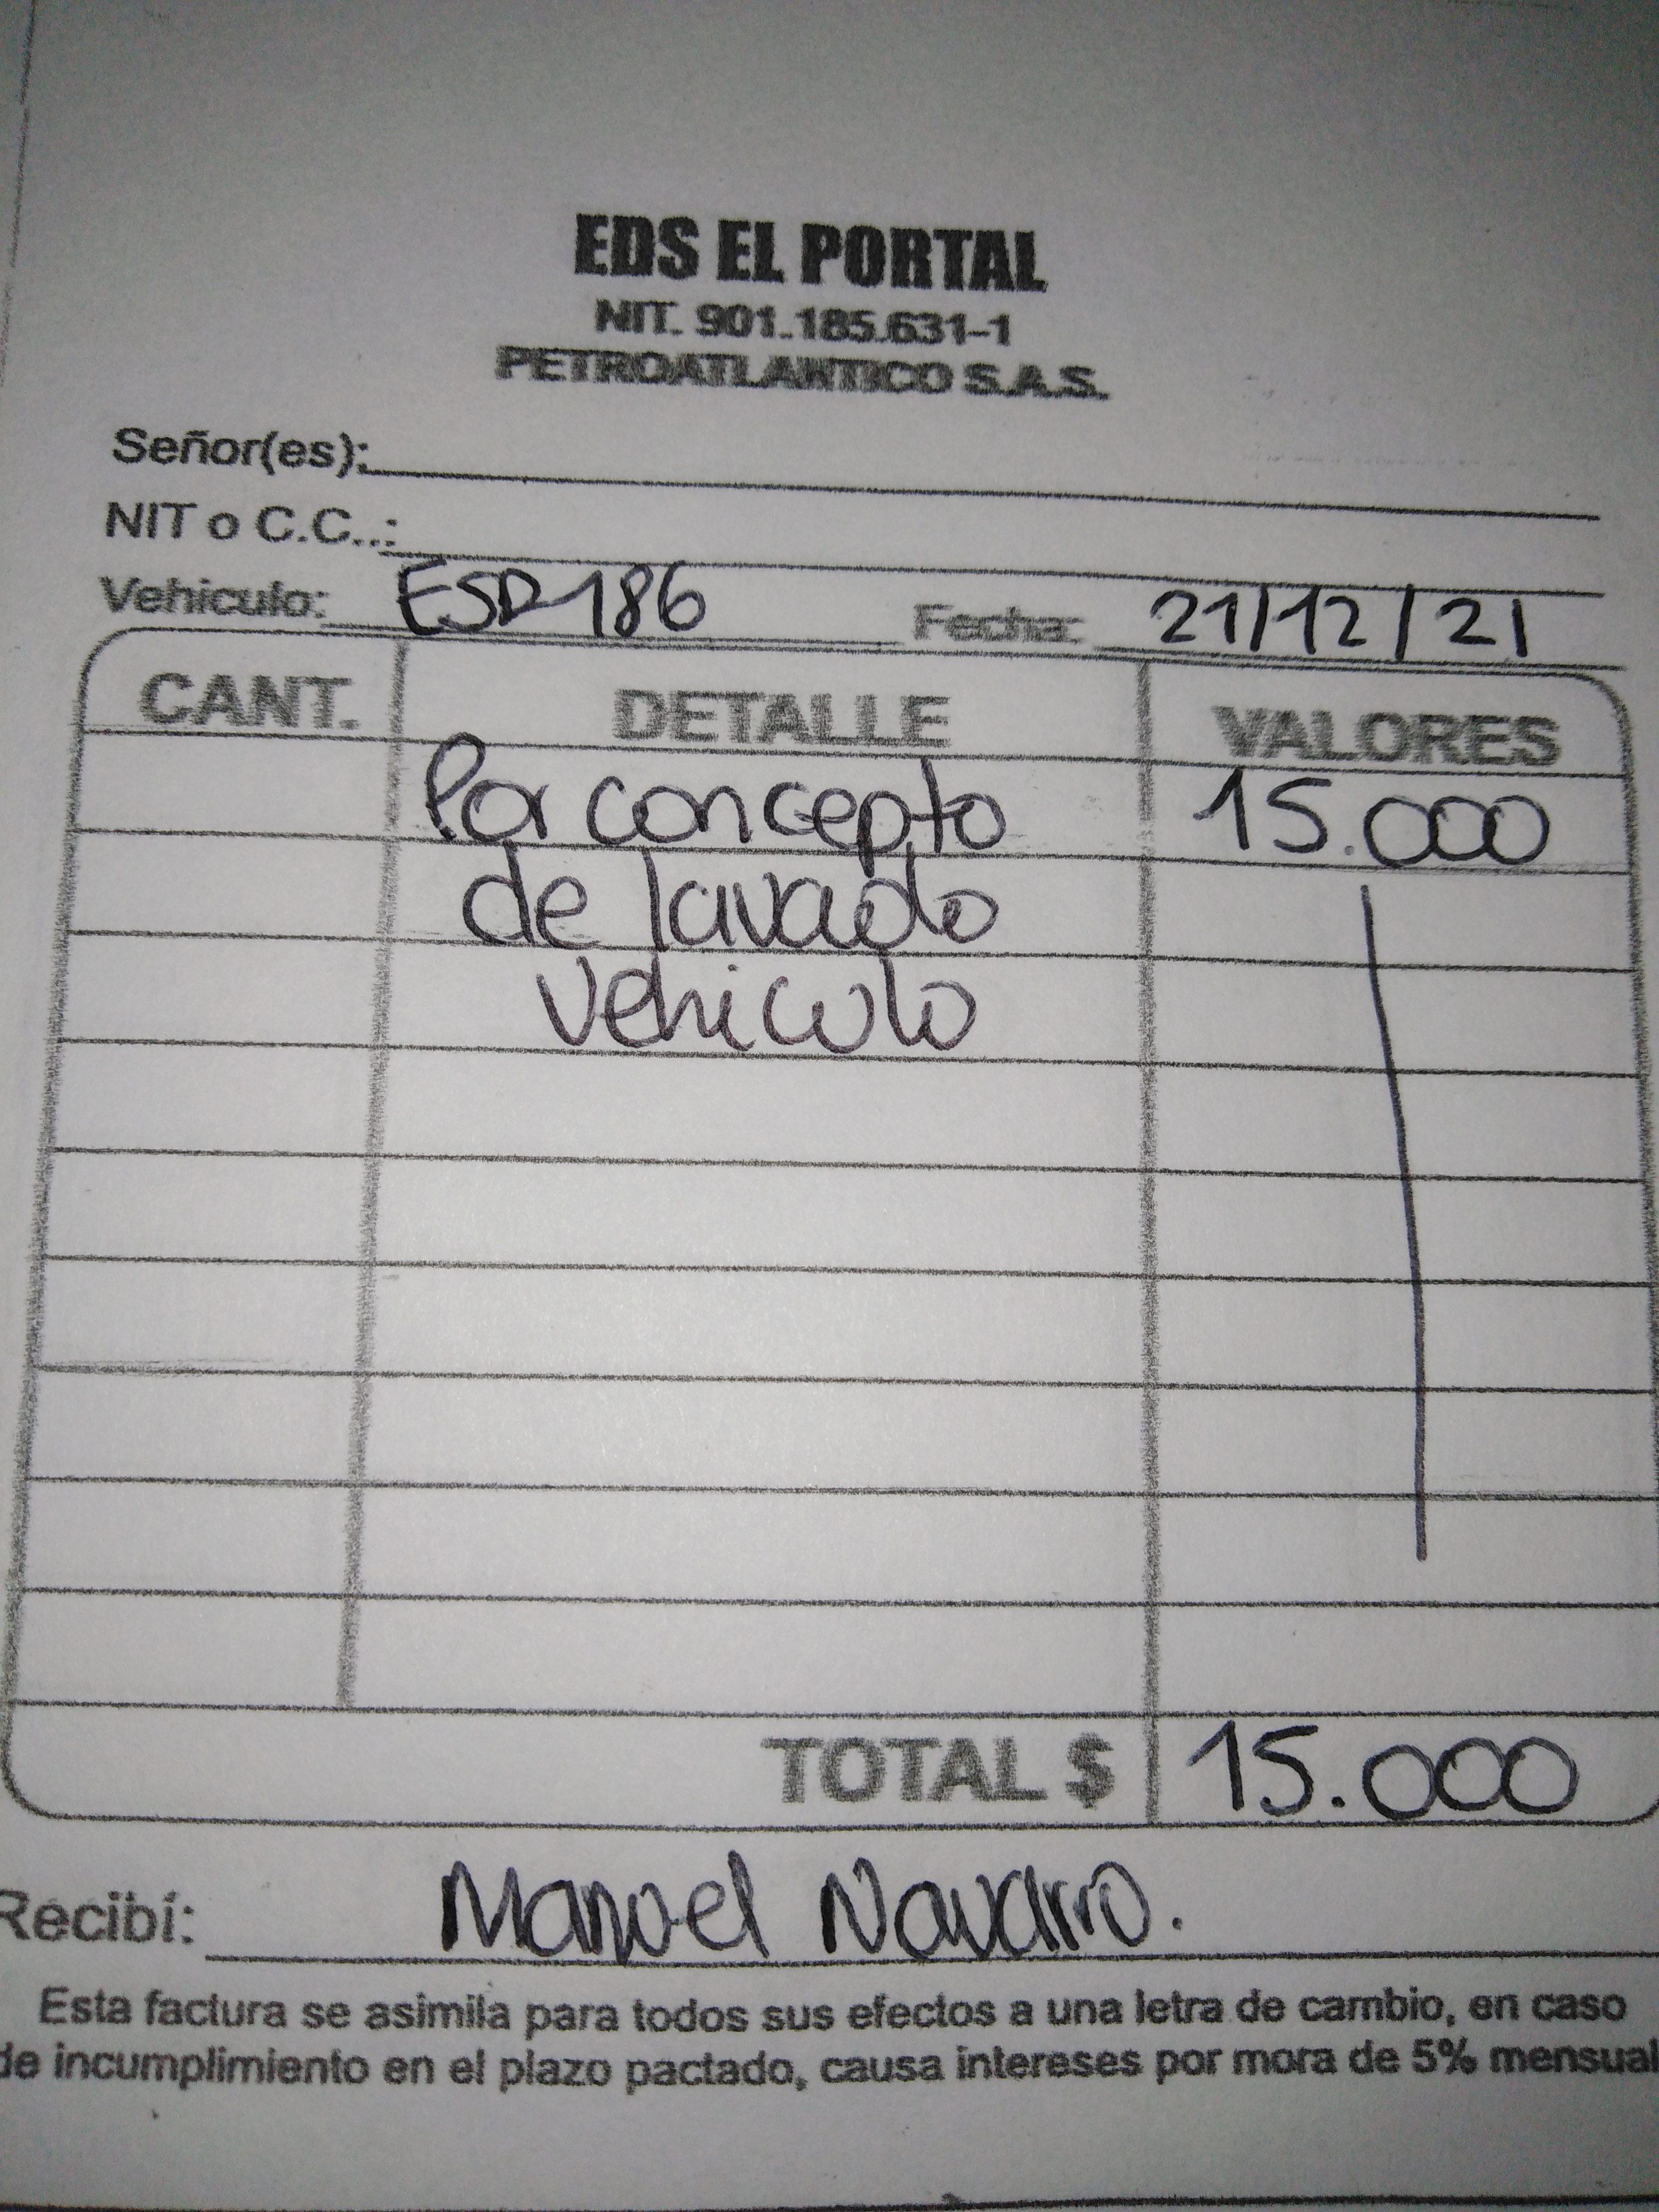 EDS EL PORTAL
NIT. 901.185.631-1
PETROATLANTICO S.A.S.
Señor(es):
NIT o C.C..:
Vehiculo: ESR186 Fecha: 21/12/21
CANT. DETALLE VALORES
Por concepto 15.000
de lavado
vehiculo
TOTAL $ 15.000
Recibí: Manuel Navarro.
Esta factura se asimila para todos sus efectos a una letra de cambio, en caso
de incumplimiento en el plazo pactado, causa intereses por mora de 5% mensual